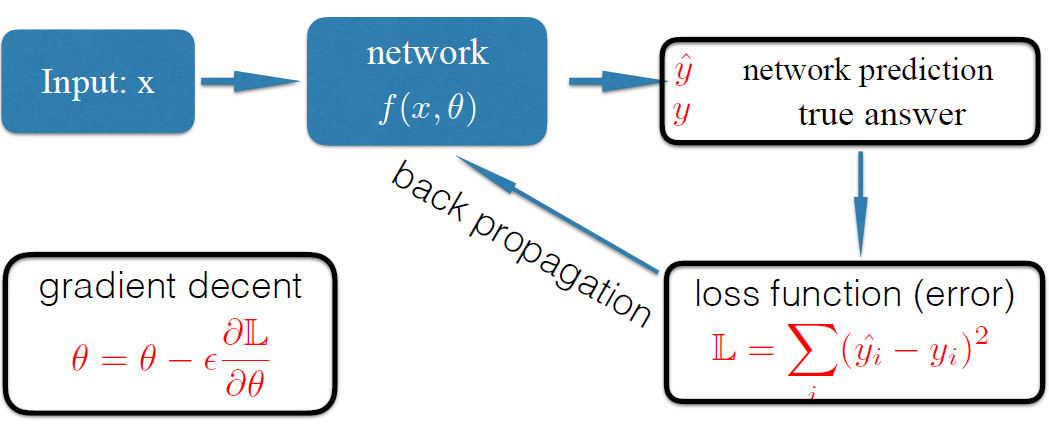 Input: x
network
f(x, θ)
ŷ network prediction
y true answer
back propagation
gradient decent
θ = θ − ϵ ∂𝕃/∂θ
loss function (error)
𝕃 = ∑ᵢ(ŷᵢ − yᵢ)²